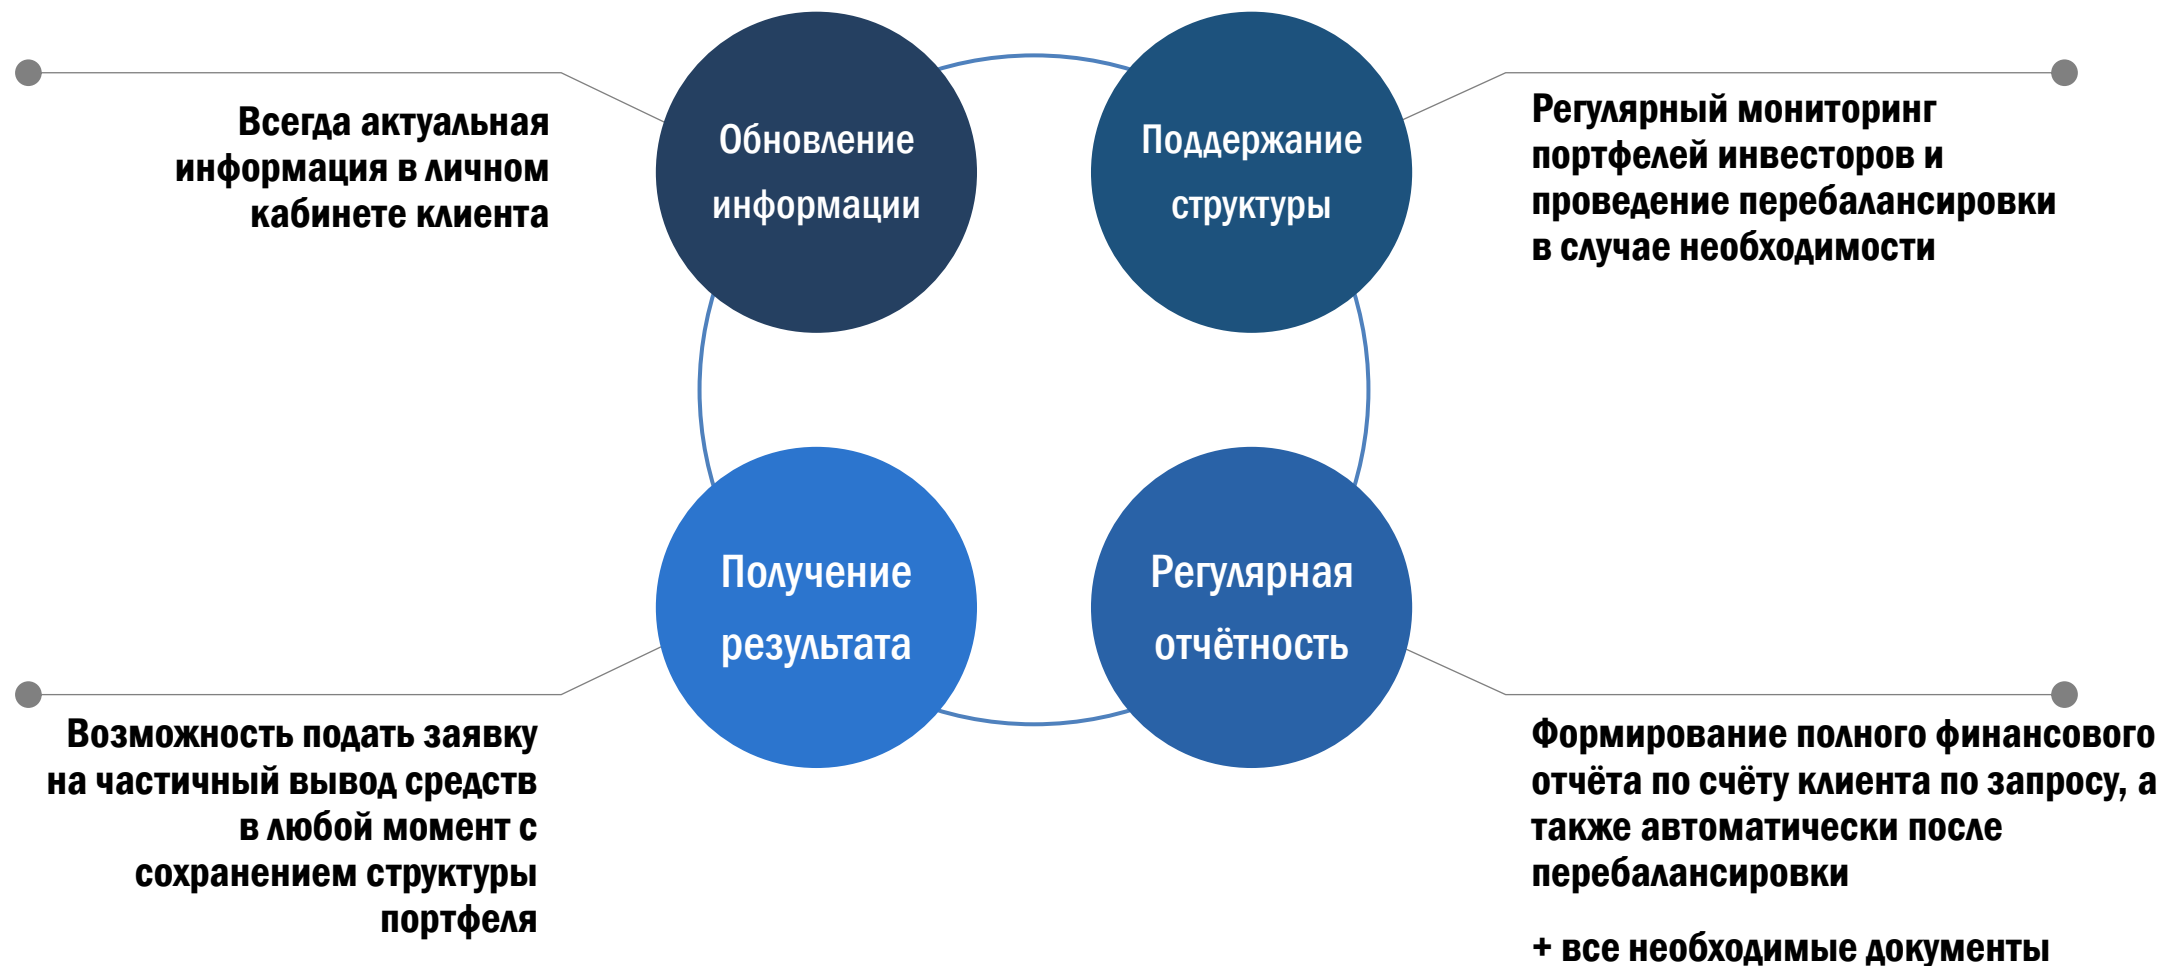 Всегда актуальная
информация в личном
кабинете клиента
Обновление
информации
Поддержание
структуры
Регулярный мониторинг
портфелей инвесторов и
проведение перебалансировки
в случае необходимости
Получение
результата
Регулярная
отчётность
Возможность подать заявку
на частичный вывод средств
в любой момент с
сохранением структуры
портфеля
Формирование полного финансового
отчёта по счёту клиента по запросу, а
также автоматически после
перебалансировки
+ все необходимые документы